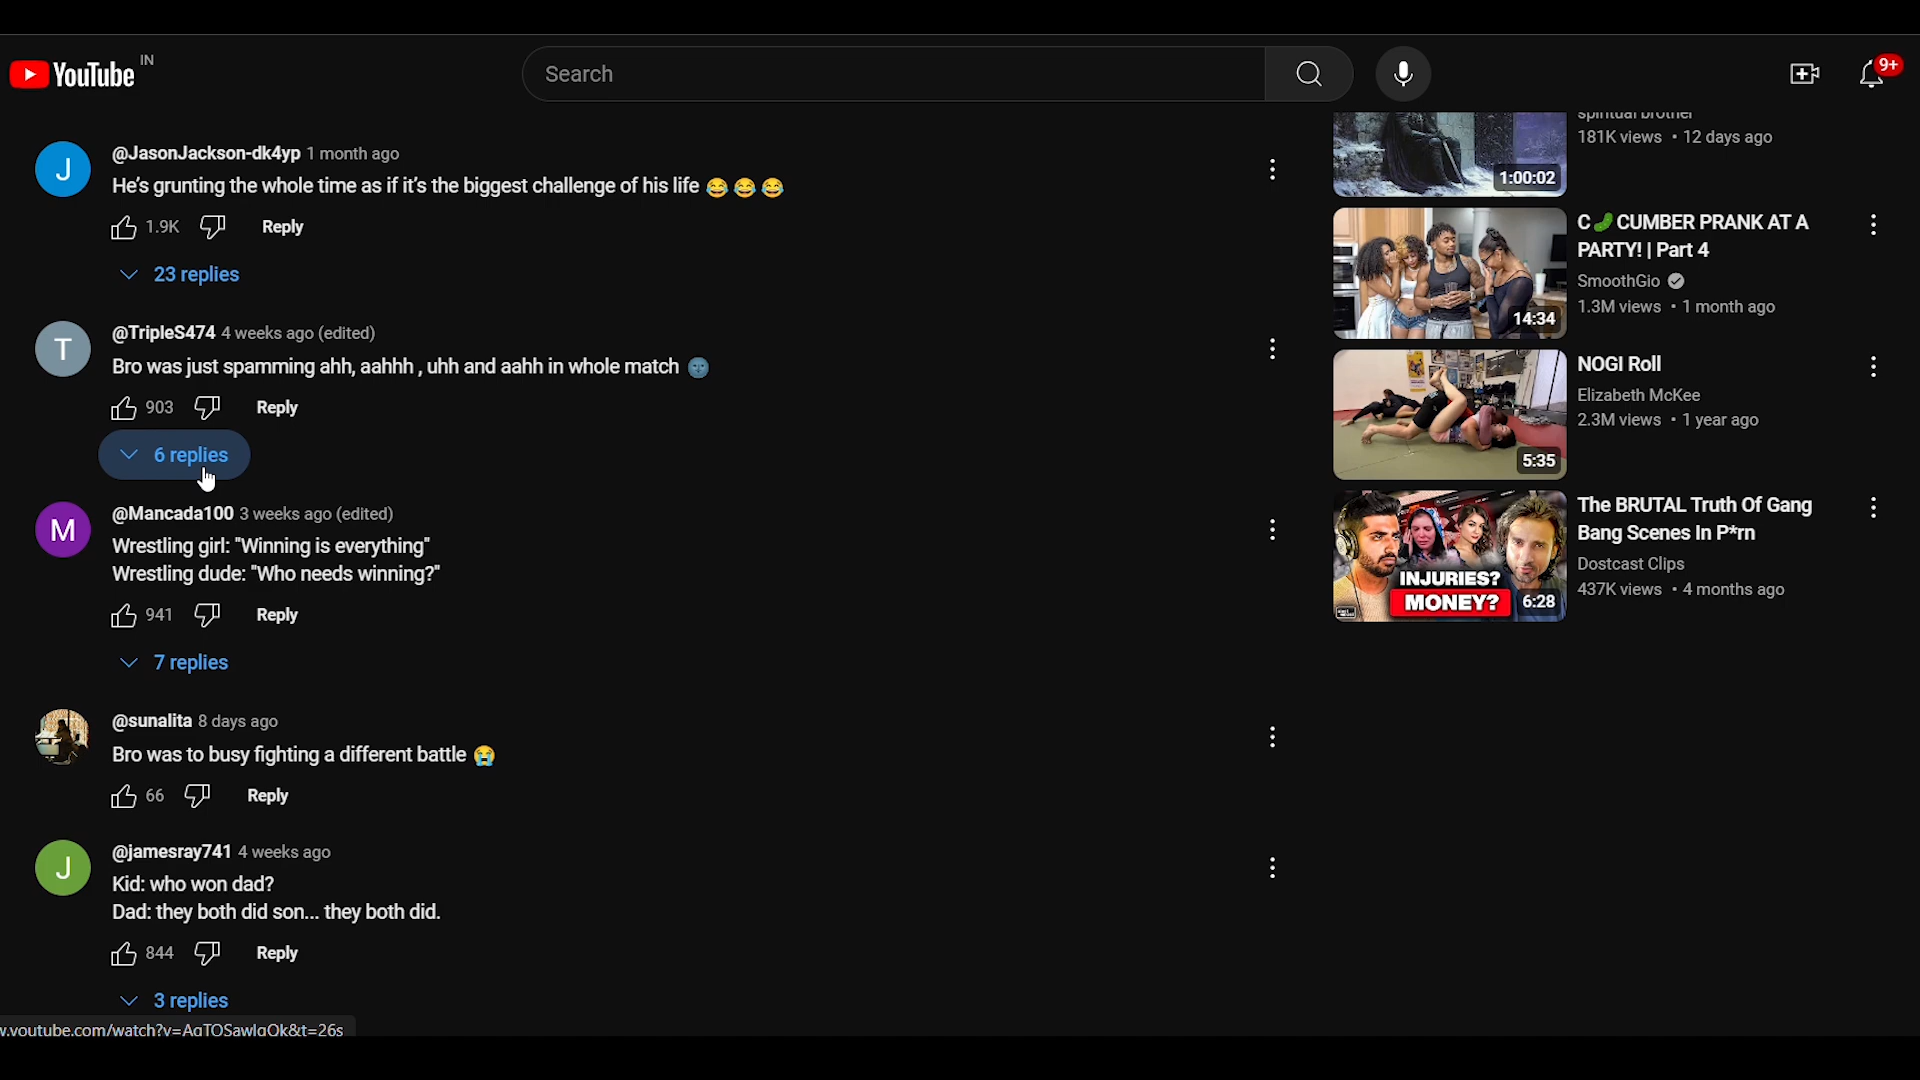 YouTube IN
Search
9+
@JasonJackson-dk4yp 1 month ago
He's grunting the whole time as if it's the biggest challenge of his life 😂😂😂
1.9K Reply
23 replies
@TripleS474 4 weeks ago (edited)
Bro was just spamming ahh, aahhh , uhh and aahh in whole match 🌚
903 Reply
6 replies
@Mancada100 3 weeks ago (edited)
Wrestling girl: "Winning is everything"
Wrestling dude: "Who needs winning?"
941 Reply
7 replies
@sunalita 8 days ago
Bro was to busy fighting a different battle 😭
66 Reply
@jamesray741 4 weeks ago
Kid: who won dad?
Dad: they both did son... they both did.
844 Reply
3 replies
w.youtube.com/watch?v=AqTOSawlqOk&t=26s
spiritual brother
181K views • 12 days ago
1:00:02
C🥒CUMBER PRANK AT A
PARTY! | Part 4
SmoothGio
1.3M views • 1 month ago
14:34
NOGI Roll
Elizabeth McKee
2.3M views • 1 year ago
5:35
The BRUTAL Truth Of Gang
Bang Scenes In P*rn
Dostcast Clips
437K views • 4 months ago
INJURIES?
MONEY?
6:28